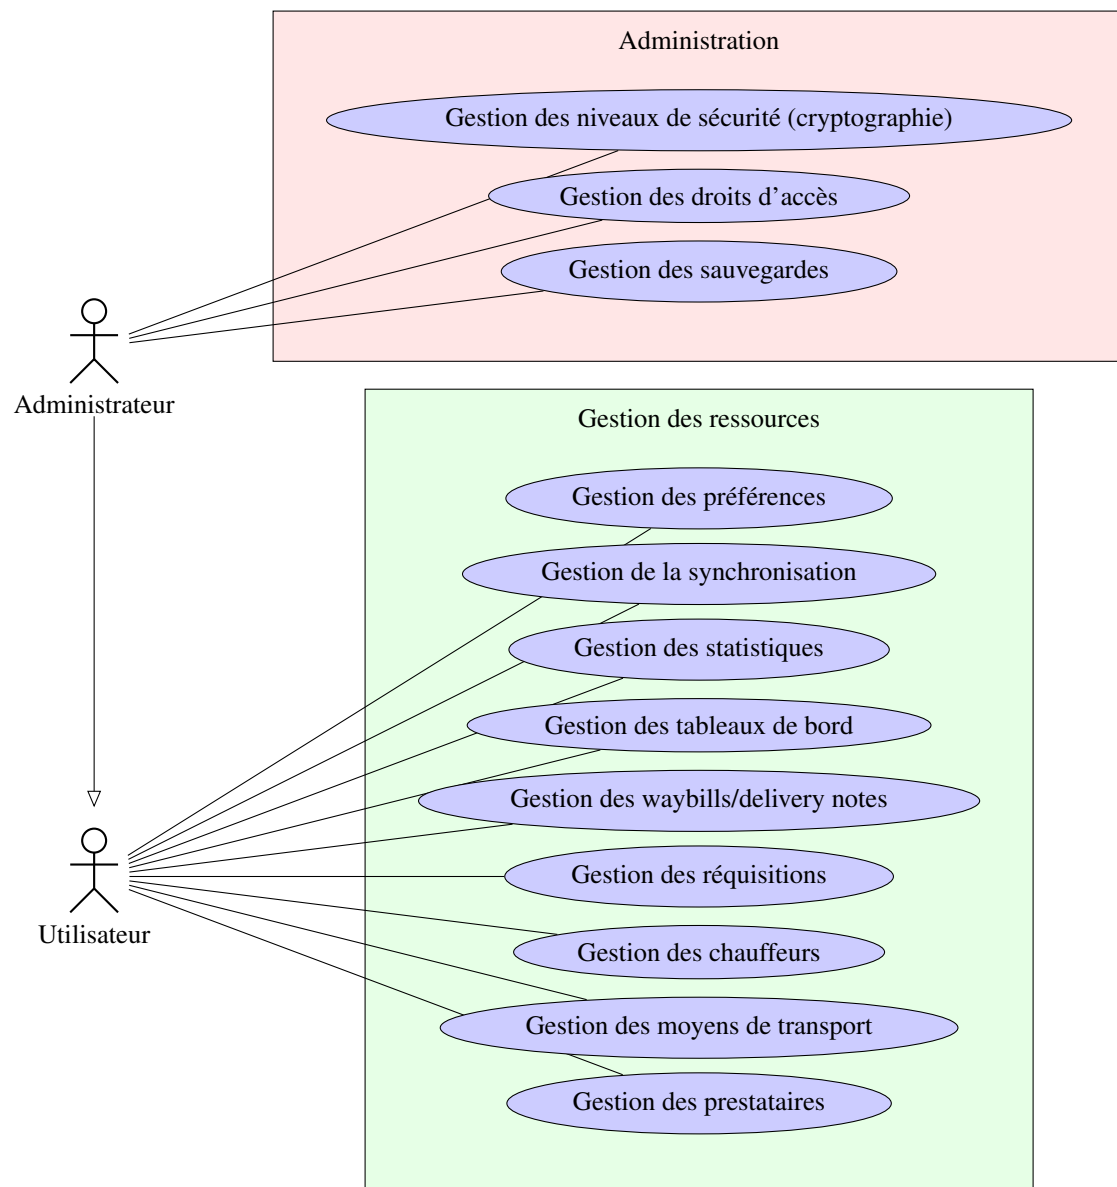 Administration
Gestion des niveaux de sécurité (cryptographie)
Gestion des droits d’accès
Gestion des sauvegardes
Administrateur
Gestion des ressources
Gestion des préférences
Gestion de la synchronisation
Gestion des statistiques
Gestion des tableaux de bord
Gestion des waybills/delivery notes
Gestion des réquisitions
Utilisateur
Gestion des chauffeurs
Gestion des moyens de transport
Gestion des prestataires